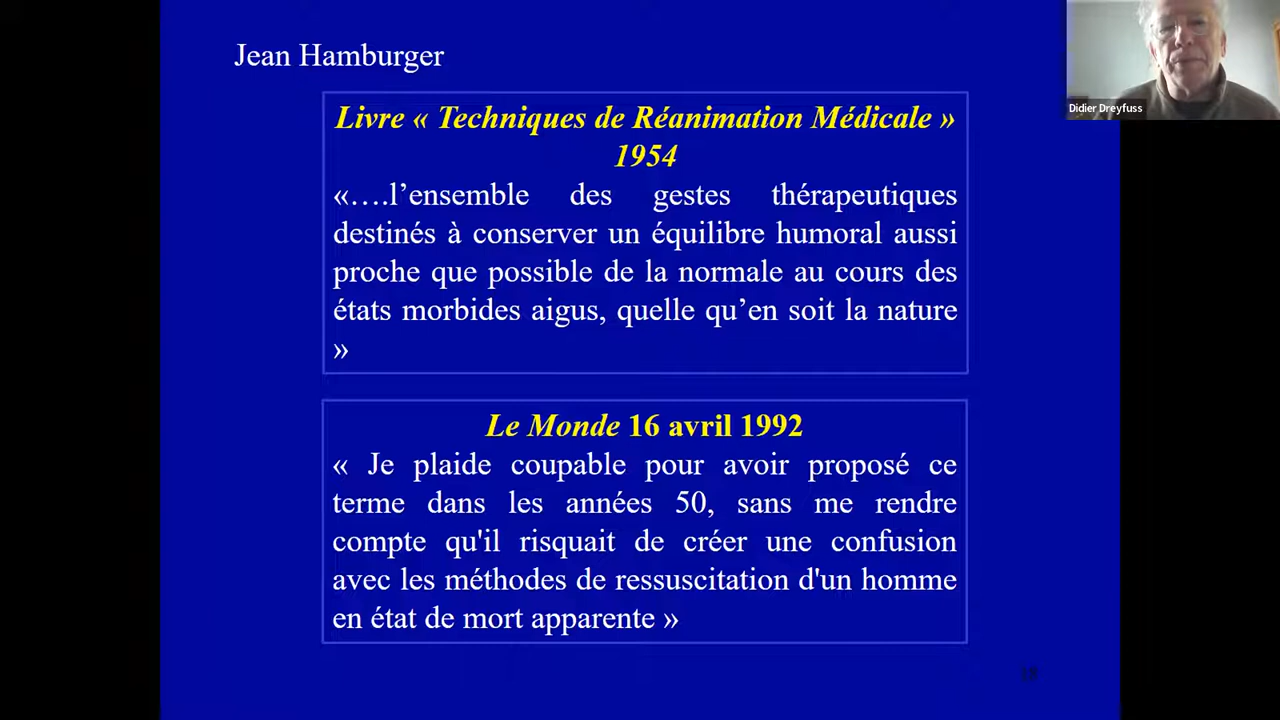 Jean Hamburger
Didier Dreyfuss
Livre « Techniques de Réanimation Médicale »
1954
«….l’ensemble des gestes thérapeutiques
destinés à conserver un équilibre humoral aussi
proche que possible de la normale au cours des
états morbides aigus, quelle qu’en soit la nature
»
Le Monde 16 avril 1992
« Je plaide coupable pour avoir proposé ce
terme dans les années 50, sans me rendre
compte qu'il risquait de créer une confusion
avec les méthodes de ressuscitation d'un homme
en état de mort apparente »